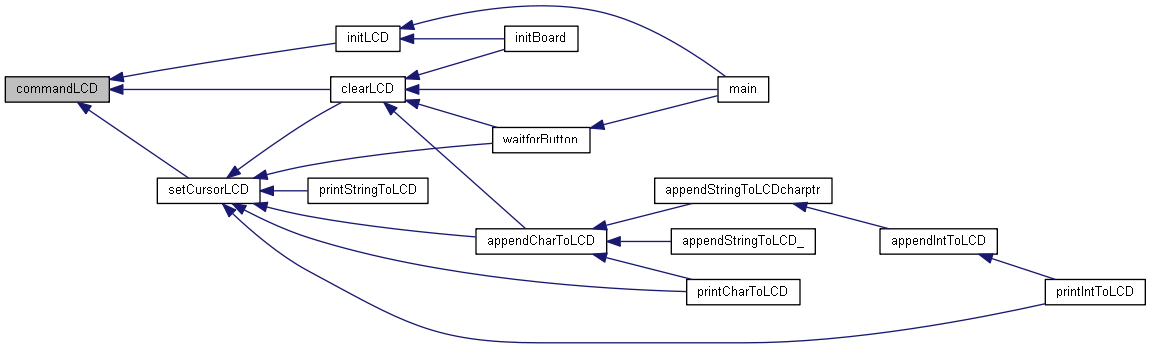 initLCD
initBoard
commandLCD
clearLCD
main
waitforButton
setCursorLCD
printStringToLCD
appendStringToLCDcharptr
appendCharToLCD
appendStringToLCD_
appendIntToLCD
printCharToLCD
printIntToLCD